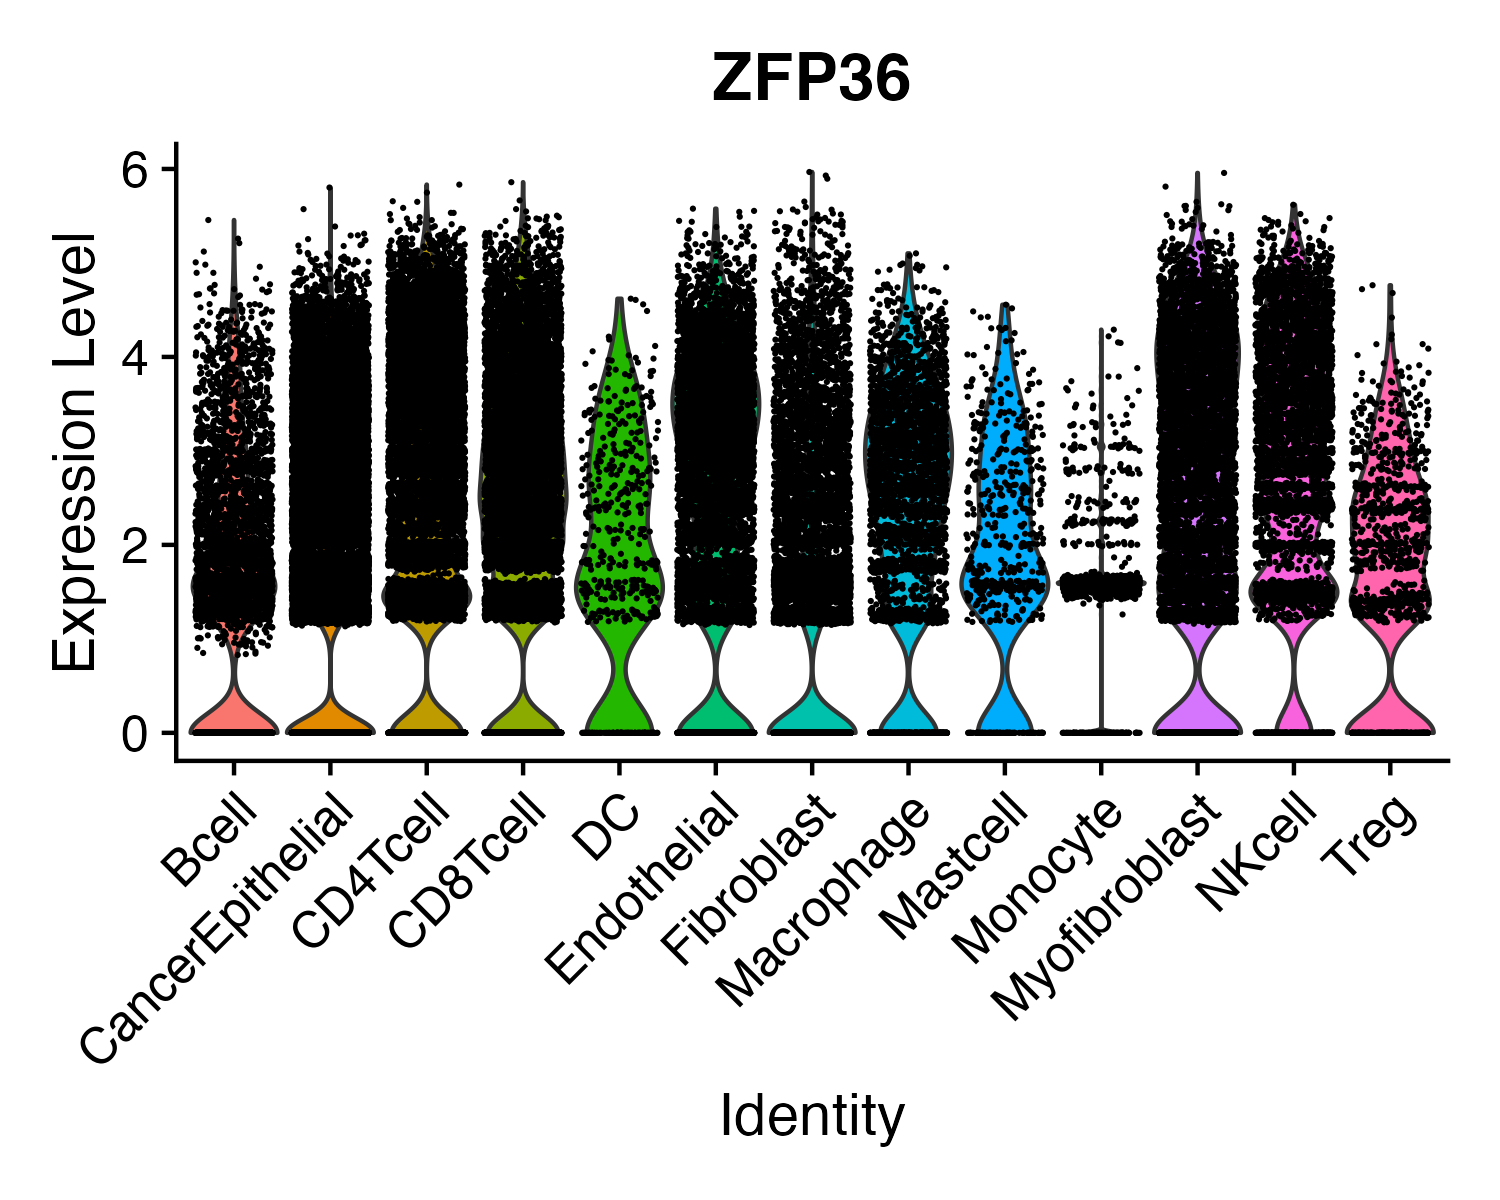 ZFP36
Expression Level
6
4
2
0
Bcell
CancerEpithelial
CD4Tcell
CD8Tcell
DC
Endothelial
Fibroblast
Macrophage
Mastcell
Monocyte
Myofibroblast
NKcell
Treg
Identity